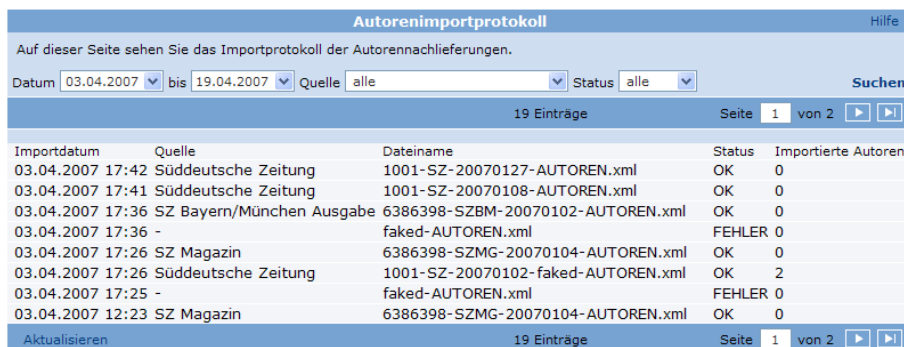 Autorenimportprotokoll Hilfe
Auf dieser Seite sehen Sie das Importprotokoll der Autorennachlieferungen.
Datum 03.04.2007 bis 19.04.2007 Quelle alle Status alle Suchen
19 Einträge Seite 1 von 2
Importdatum Quelle Dateiname Status Importierte Autoren
03.04.2007 17:42 Süddeutsche Zeitung 1001-SZ-20070127-AUTOREN.xml OK 0
03.04.2007 17:41 Süddeutsche Zeitung 1001-SZ-20070108-AUTOREN.xml OK 0
03.04.2007 17:36 SZ Bayern/München Ausgabe 6386398-SZBM-20070102-AUTOREN.xml OK 0
03.04.2007 17:36 - faked-AUTOREN.xml FEHLER 0
03.04.2007 17:26 SZ Magazin 6386398-SZMG-20070104-AUTOREN.xml OK 0
03.04.2007 17:26 Süddeutsche Zeitung 1001-SZ-20070102-faked-AUTOREN.xml OK 2
03.04.2007 17:25 - faked-AUTOREN.xml FEHLER 0
03.04.2007 12:23 SZ Magazin 6386398-SZMG-20070104-AUTOREN.xml OK 0
Aktualisieren 19 Einträge Seite 1 von 2